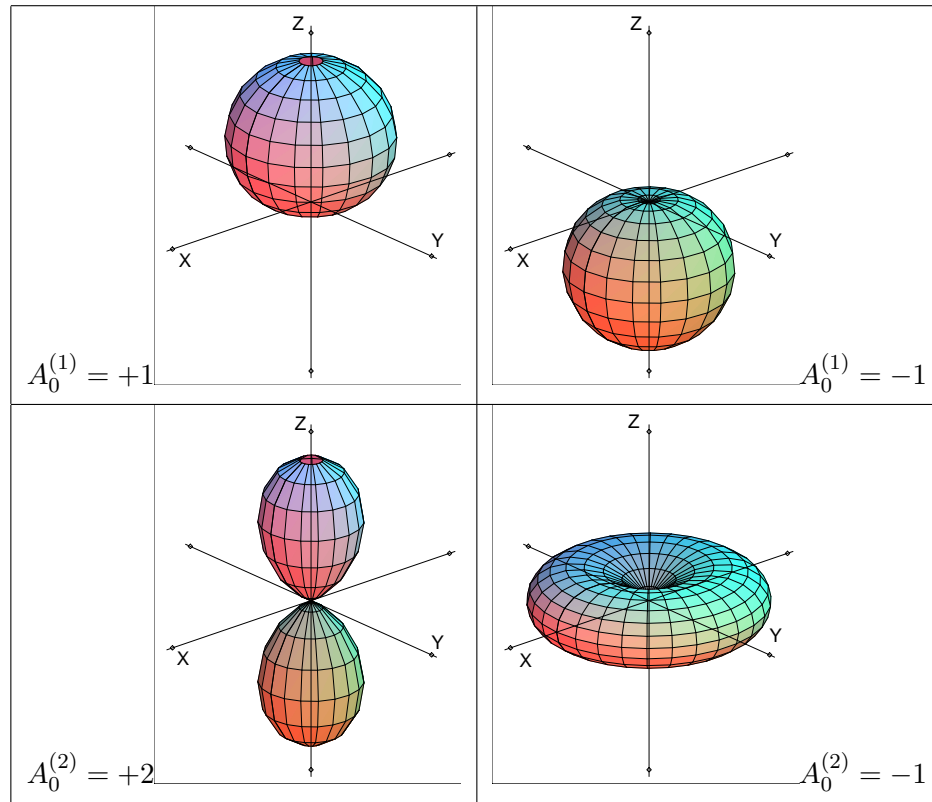 Z
X
Y
$A_0^{(1)} = +1$
Z
X
Y
$A_0^{(1)} = -1$
Z
X
Y
$A_0^{(2)} = +2$
Z
X
Y
$A_0^{(2)} = -1$